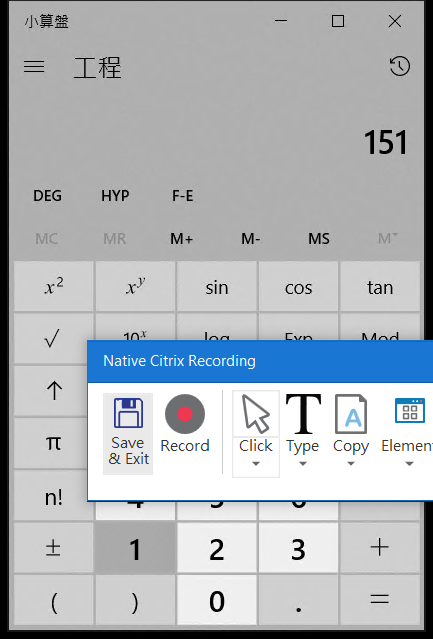 小算盤
工程
151
DEG HYP F-E
MC MR M+ M- MS M˅
x² xʸ sin cos tan
√ 10ˣ log Exp Mod
Native Citrix Recording
↑
Save & Exit Record Click Type Copy Element
π
n!
± 1 2 3 +
( ) 0 . =